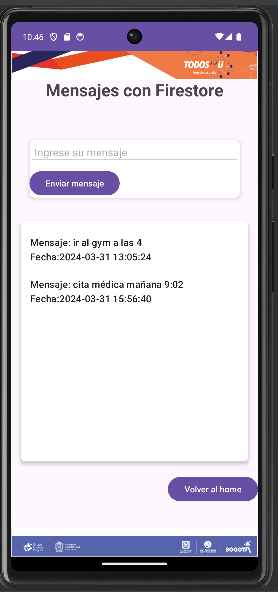 10.46
TODOS A LA U
Mensajes con Firestore
Ingrese su mensaje
Enviar mensaje
Mensaje: ir al gym a las 4
Fecha:2024-03-31 13:05:24
Mensaje: cita médica mañana 9:02
Fecha:2024-03-31 15:56:40
Volver al home
BOGOTÁ